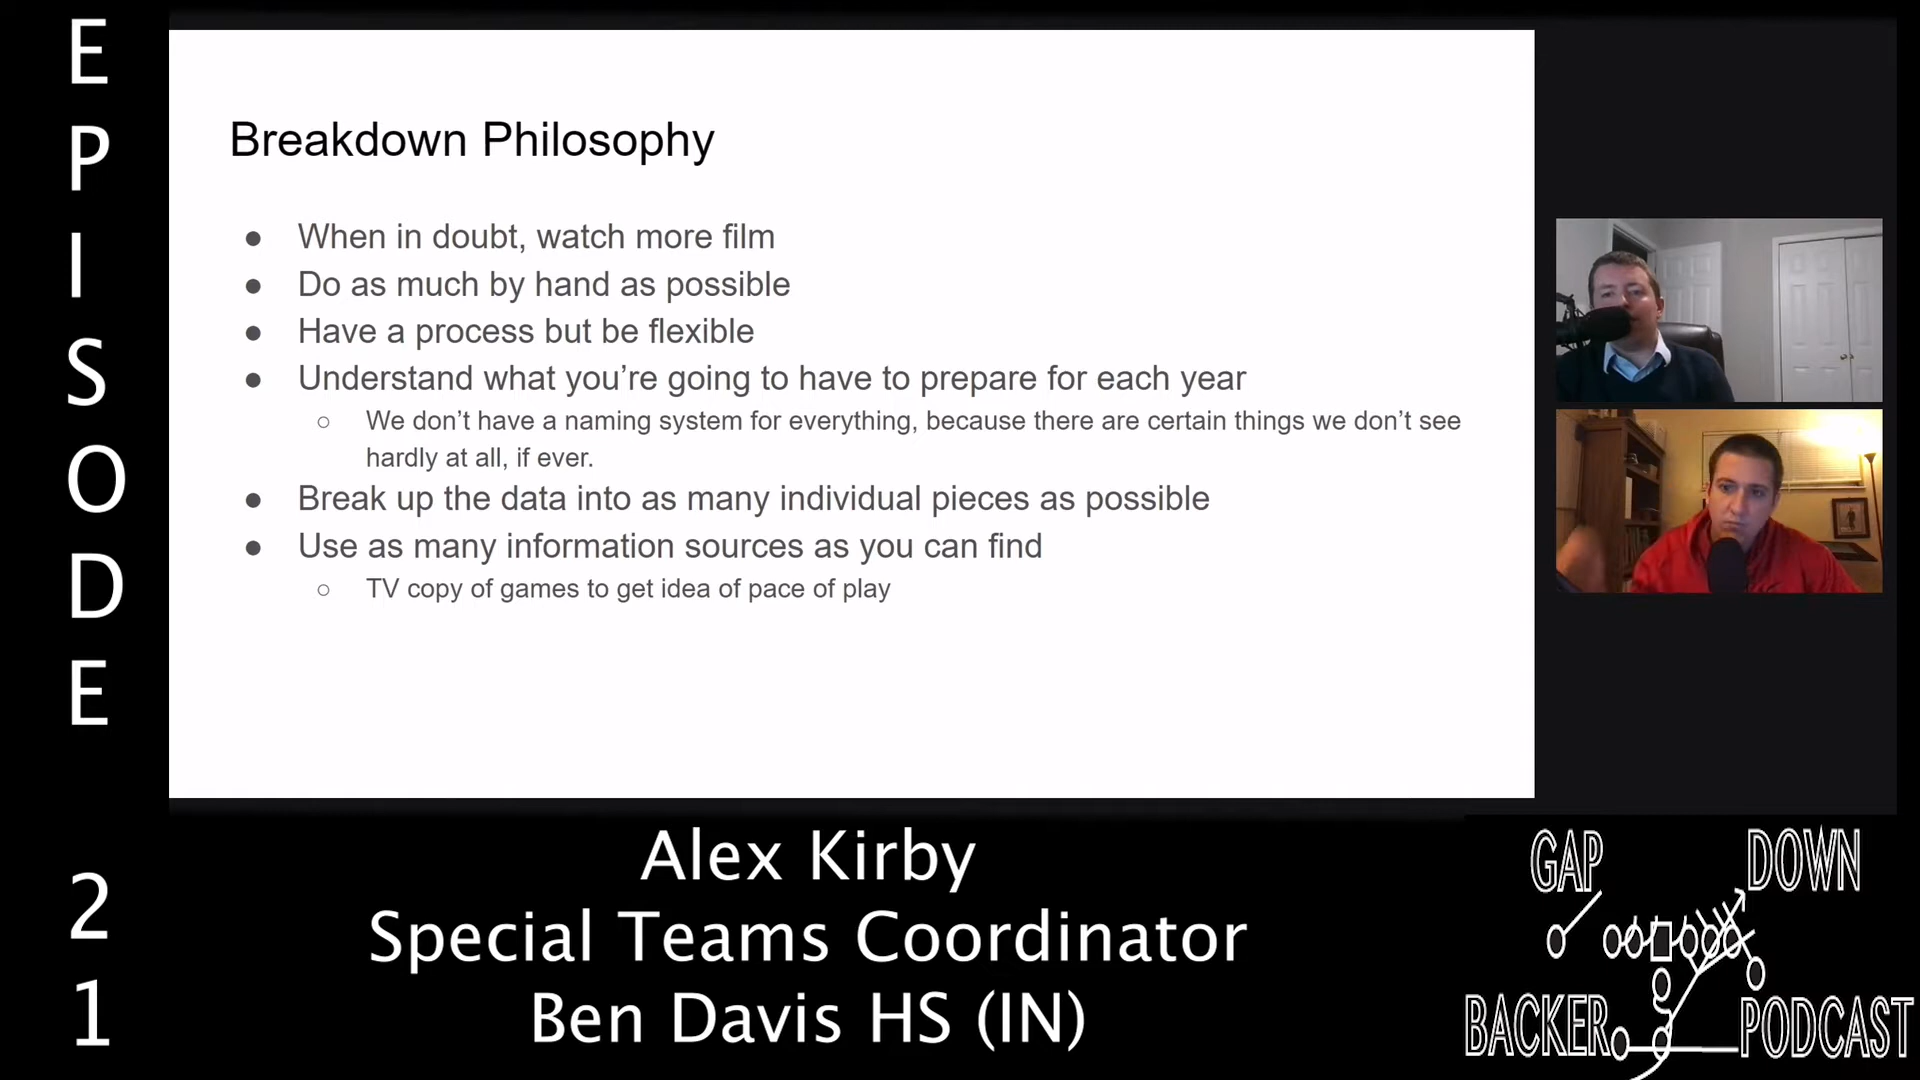 EPISODE 21
Breakdown Philosophy
● When in doubt, watch more film
● Do as much by hand as possible
● Have a process but be flexible
● Understand what you’re going to have to prepare for each year
○ We don’t have a naming system for everything, because there are certain things we don’t see
hardly at all, if ever.
● Break up the data into as many individual pieces as possible
● Use as many information sources as you can find
○ TV copy of games to get idea of pace of play
Alex Kirby
Special Teams Coordinator
Ben Davis HS (IN)
GAP DOWN
BACKER PODCAST